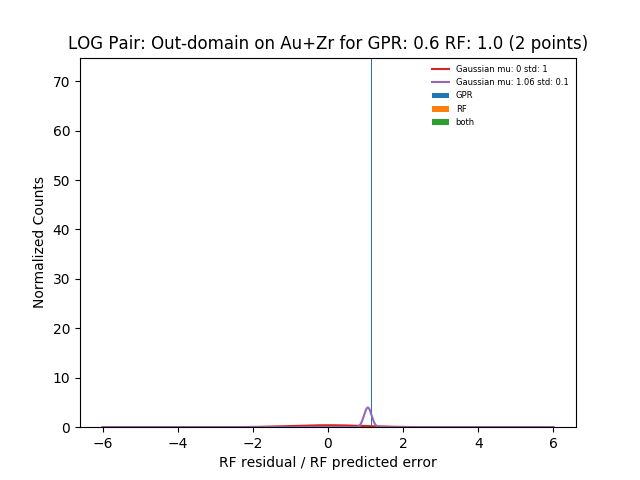 LOG Pair: Out-domain on Au+Zr for GPR: 0.6 RF: 1.0 (2 points)
Gaussian mu: 0 std: 1
Gaussian mu: 1.06 std: 0.1
GPR
RF
both
Normalized Counts
70
60
50
40
30
20
10
0
−6 −4 −2 0 2 4 6
RF residual / RF predicted error